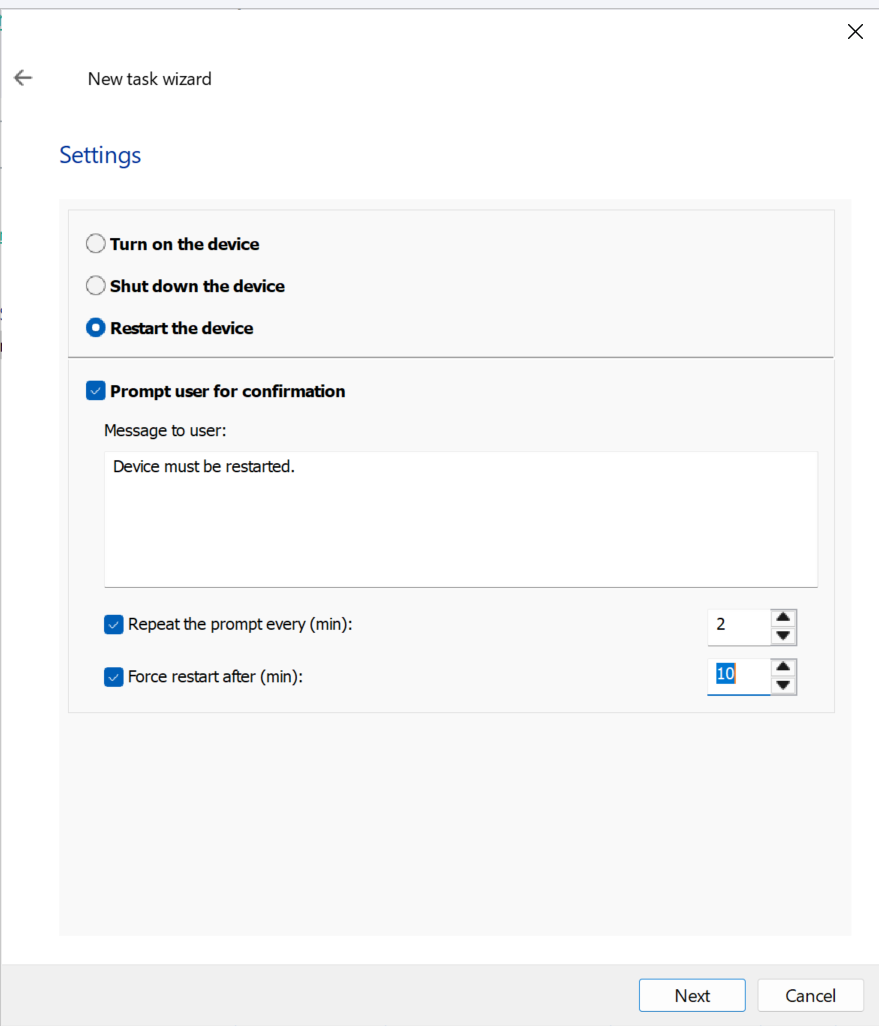 New task wizard
Settings
Turn on the device
Shut down the device
Restart the device
Prompt user for confirmation
Message to user:
Device must be restarted.
Repeat the prompt every (min): 2
Force restart after (min): 10
Next Cancel